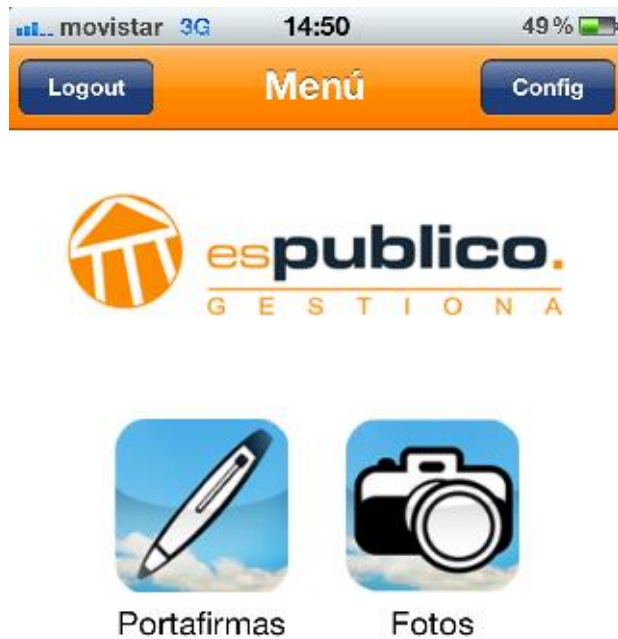 movistar 3G 14:50 49%
Logout Menú Config
espublico.
GESTIONA
Portafirmas Fotos